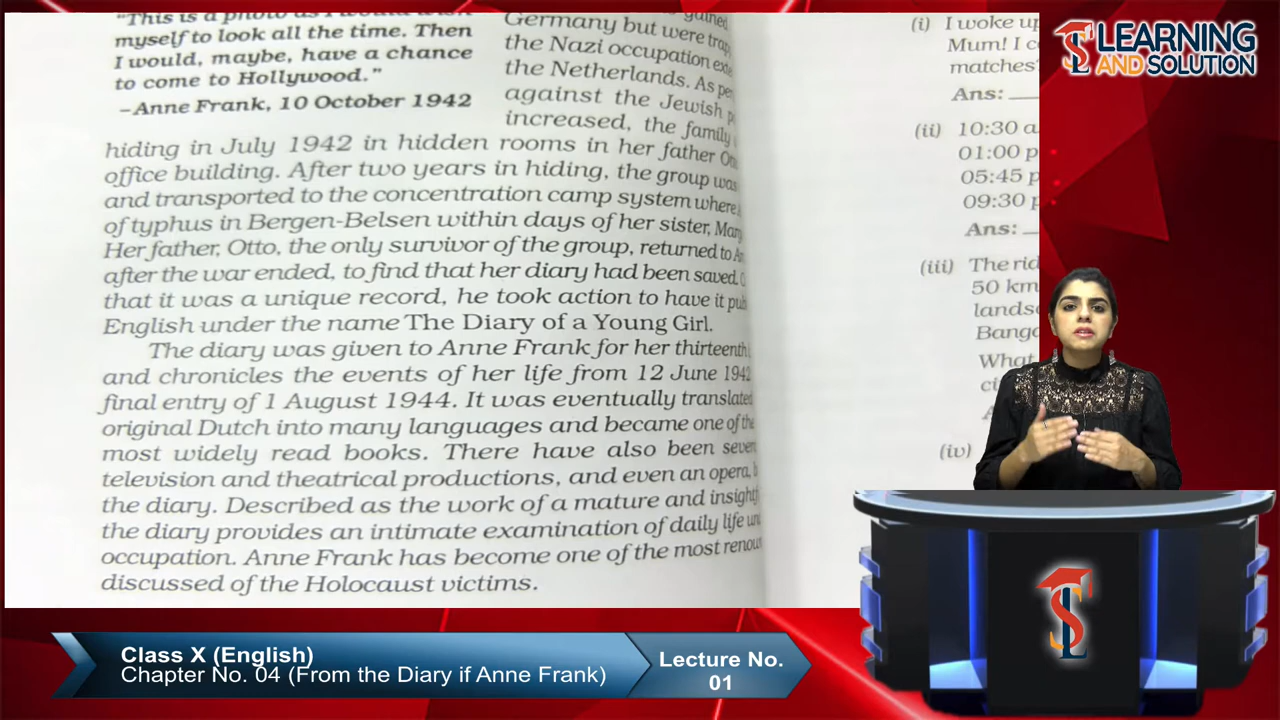 "This is a photo as I would wish
myself to look all the time. Then
I would, maybe, have a chance
to come to Hollywood."
–Anne Frank, 10 October 1942
gained
Germany but were
the Nazi occupation
the Netherlands. As
against the Jewish
increased, the family
hiding in July 1942 in hidden rooms in her father
office building. After two years in hiding, the group was
and transported to the concentration camp system where
of typhus in Bergen-Belsen within days of her sister,
Her father, Otto, the only survivor of the group, returned to
after the war ended, to find that her diary had been saved.
that it was a unique record, he took action to have it
English under the name The Diary of a Young Girl.
The diary was given to Anne Frank for her thirteenth
and chronicles the events of her life from 12 June 1942
final entry of 1 August 1944. It was eventually translated
original Dutch into many languages and became one of the
most widely read books. There have also been
television and theatrical productions, and even an opera,
the diary. Described as the work of a mature and
the diary provides an intimate examination of daily life
occupation. Anne Frank has become one of the most
discussed of the Holocaust victims.
(i) I woke up
Mum! I
matches
Ans:
(ii) 10:30
01:00
05:45
09:30
Ans:
(iii) The
50 km
Ans
What
(iv)
LEARNING
AND SOLUTION
Class X (English)
Chapter No. 04 (From the Diary if Anne Frank)
Lecture No.
01